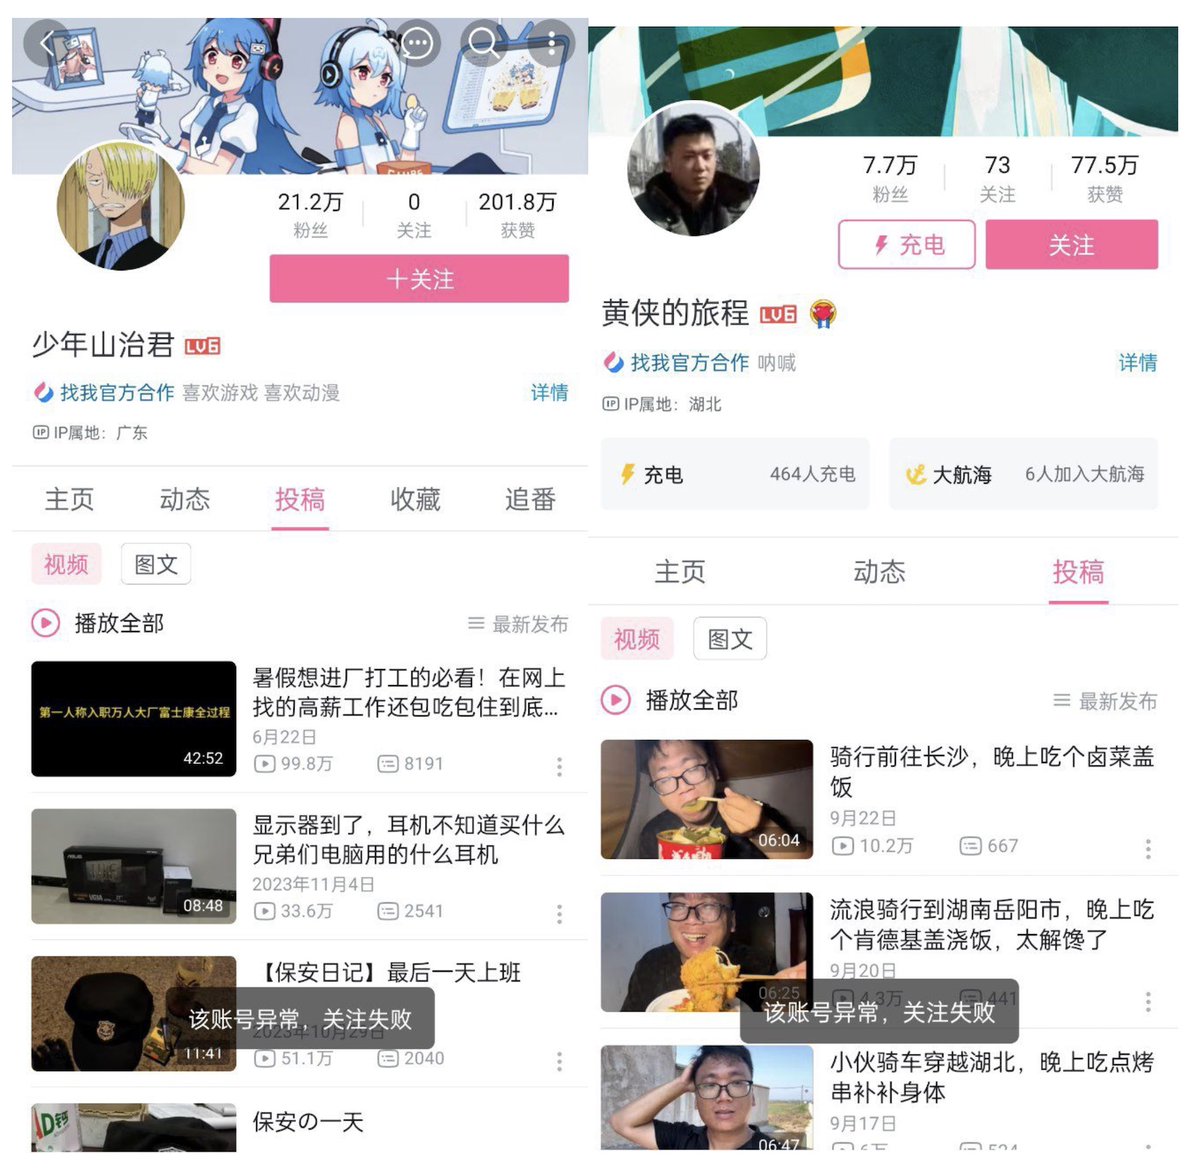 21.2万
0
201.8万
粉丝
关注
获赞
十关注
少年山治君 LV6
找我官方合作 喜欢游戏 喜欢动漫
详情
IP IP属地：广东
主页
动态
投稿
收藏
追番
视频
图文
播放全部
最新发布
第一人称入职万人大厂富士康全过程
42:52
暑假想进厂打工的必看！在网上
找的高薪工作还包吃包住到底...
6月22日
99.8万
8191
ASUS
08:48
显示器到了，耳机不知道买什么
兄弟们电脑用的什么耳机
2023年11月4日
33.6万
2541
11:41
【保安日记】最后一天上班
2023年10月29日
51.1万
2040
该账号异常，关注失败
保安の一天
7.7万
73
77.5万
粉丝
关注
获赞
充电
关注
黄侠的旅程 LV6
找我官方合作 呐喊
详情
IP IP属地：湖北
充电
464人充电
大航海
6人加入大航海
主页
动态
投稿
视频
图文
播放全部
最新发布
06:04
骑行前往长沙，晚上吃个卤菜盖
饭
9月22日
10.2万
667
06:25
流浪骑行到湖南岳阳市，晚上吃
个肯德基盖浇饭，太解馋了
9月20日
4.3万
441
该账号异常，关注失败
06:47
小伙骑车穿越湖北，晚上吃点烤
串补补身体
9月17日